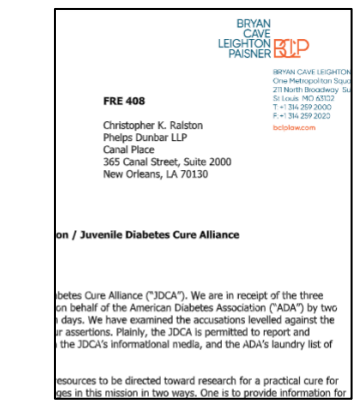 BRYAN
CAVE
LEIGHTON
PAISNER BCLP
BRYAN CAVE LEIGHTON
One Metropolitan Squa
211 North Broadway Su
St Louis MO 63102
T +1 314 259 2000
F +1 314 259 2020
bclplaw.com
FRE 408
Christopher K. Ralston
Phelps Dunbar LLP
Canal Place
365 Canal Street, Suite 2000
New Orleans, LA 70130
on / Juvenile Diabetes Cure Alliance
betes Cure Alliance ("JDCA"). We are in receipt of the three
on behalf of the American Diabetes Association ("ADA") by two
n days. We have examined the accusations levelled against the
ur assertions. Plainly, the JDCA is permitted to report and
the JDCA's informational media, and the ADA's laundry list of
esources to be directed toward research for a practical cure for
ges in this mission in two ways. One is to provide information for